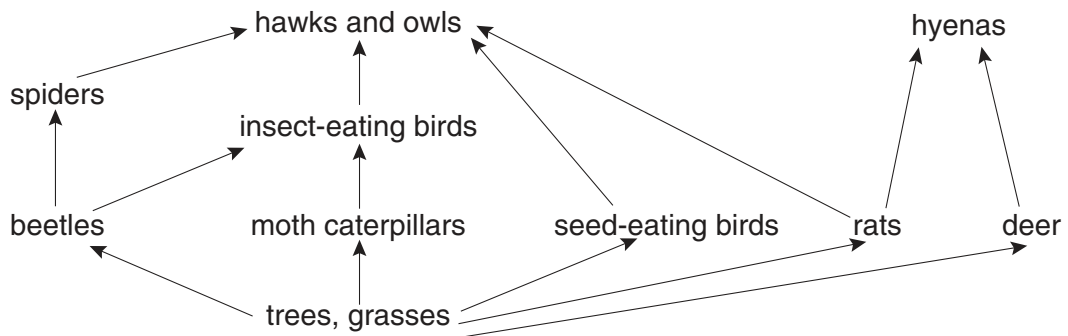 hawks and owls
hyenas
spiders
insect-eating birds
beetles
moth caterpillars
seed-eating birds
rats
deer
trees, grasses